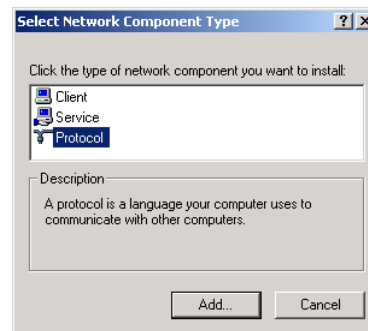 Select Network Component Type
Click the type of network component you want to install:
Client
Service
Protocol
Description
A protocol is a language your computer uses to
communicate with other computers.
Add...
Cancel